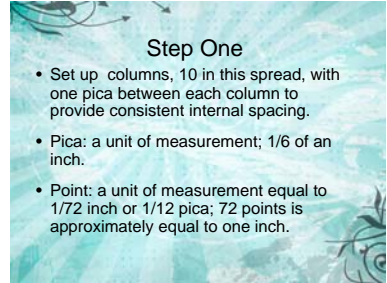 Step One
• Set up  columns, 10 in this spread, with
one pica between each column to
provide consistent internal spacing.
• Pica: a unit of measurement; 1/6 of an
inch.
• Point: a unit of measurement equal to
1/72 inch or 1/12 pica; 72 points is
approximately equal to one inch.